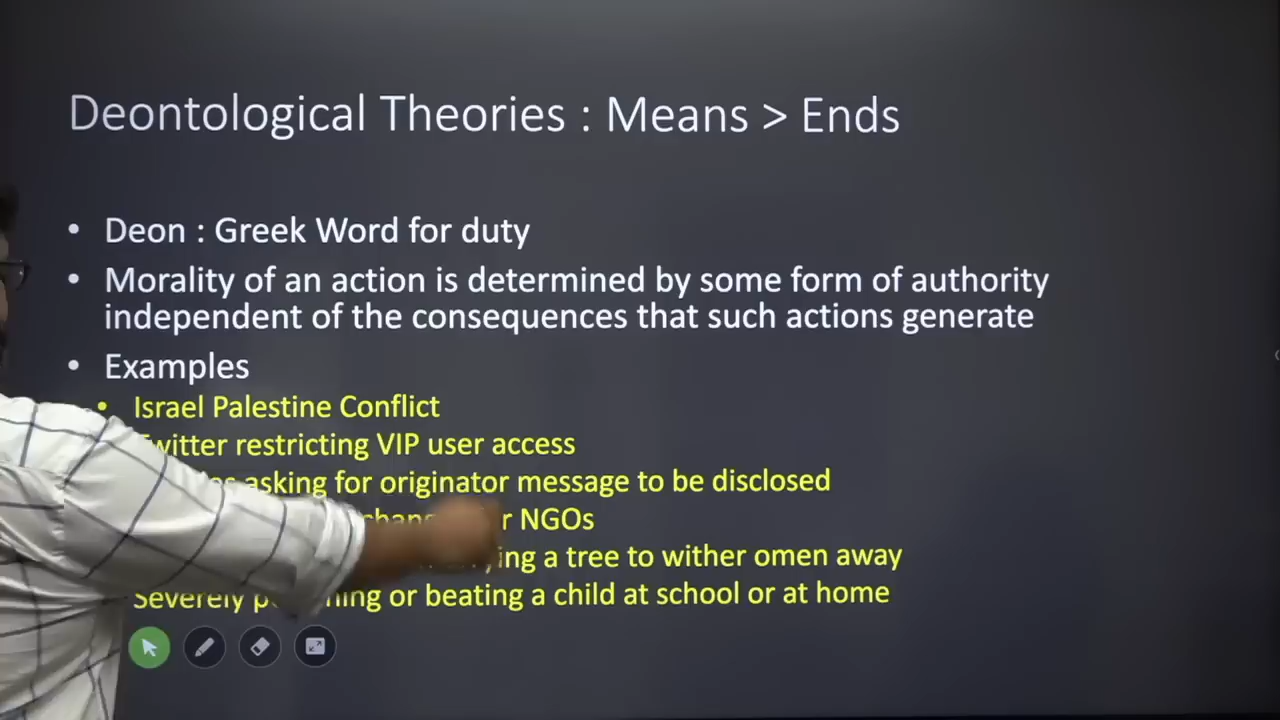 Deontological Theories : Means > Ends
• Deon : Greek Word for duty
• Morality of an action is determined by some form of authority
independent of the consequences that such actions generate
• Examples
• Israel Palestine Conflict
Twitter restricting VIP user access
asking for originator message to be disclosed
NGOs
a tree to wither omen away
Severely or beating a child at school or at home